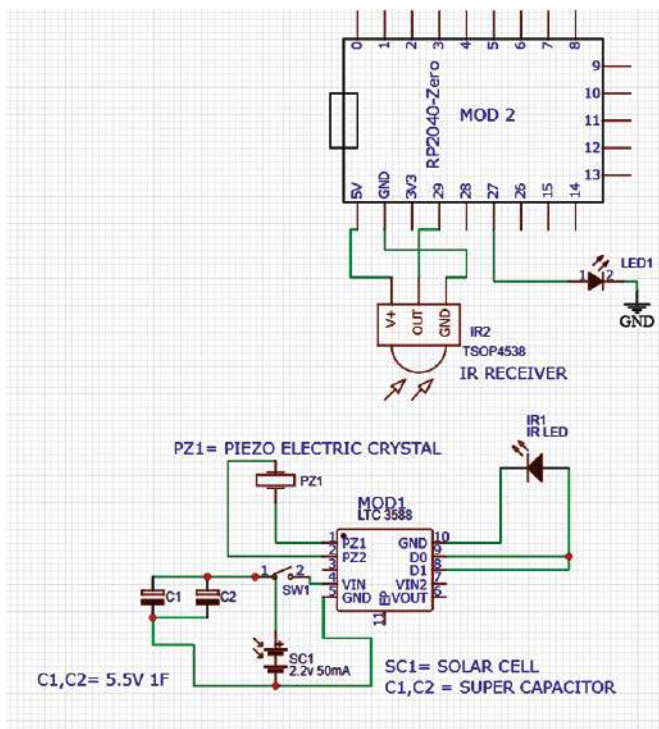 0 1 2 3 4 5 6 7 8
9
10
11
12
13
RP2040-Zero
MOD 2
5V GND 3V3 29 28 27 26 15 14
LED1
1 2
GND
V+ OUT GND
IR2
TSOP4538
IR RECEIVER
IR1
IR LED
PZ1= PIEZO ELECTRIC CRYSTAL
PZ1
MOD1
LTC 3588
1 PZ1 GND 10
2 PZ2 D0 9
3 D1 8
4 VIN VIN2 7
5 GND EP VOUT 6
11
1 2
SW1
C1 C2
SC1
2.2v 50mA
C1,C2= 5.5V 1F
SC1= SOLAR CELL
C1,C2 = SUPER CAPACITOR